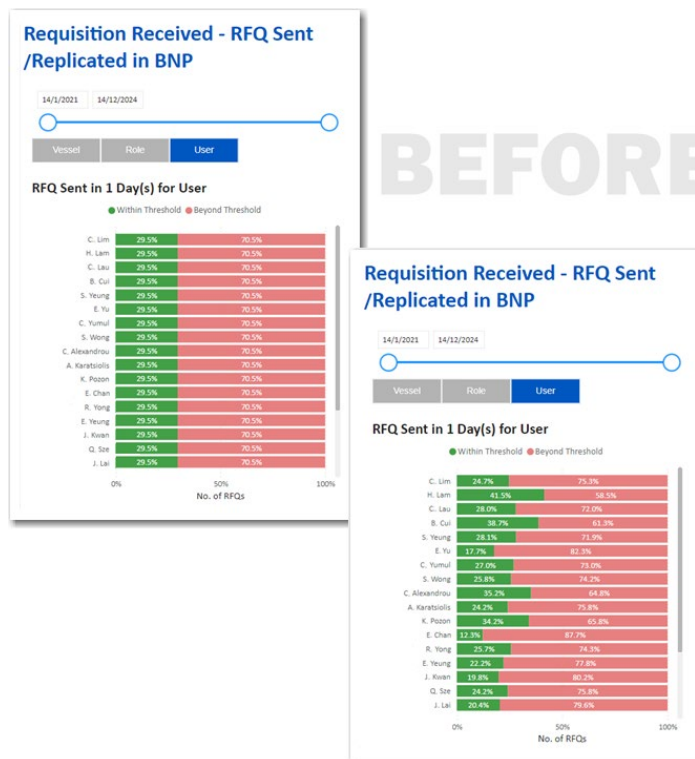 Requisition Received - RFQ Sent
/Replicated in BNP
14/1/2021 14/12/2024
Vessel Role User
RFQ Sent in 1 Day(s) for User
Within Threshold Beyond Threshold
C. Lim 29.5% 70.5%
H. Lam 29.5% 70.5%
C. Lau 29.5% 70.5%
B. Cui 29.5% 70.5%
S. Yeung 29.5% 70.5%
E. Yu 29.5% 70.5%
C. Yumul 29.5% 70.5%
S. Wong 29.5% 70.5%
C. Alexandrou 29.5% 70.5%
A. Karatsiolis 29.5% 70.5%
K. Pozon 29.5% 70.5%
E. Chan 29.5% 70.5%
R. Yong 29.5% 70.5%
E. Yeung 29.5% 70.5%
J. Kwan 29.5% 70.5%
Q. Sze 29.5% 70.5%
J. Lai 29.5% 70.5%
0% 100%
No. of RFQs
BEFORE
Requisition Received - RFQ Sent
/Replicated in BNP
14/1/2021 14/12/2024
Vessel Role User
RFQ Sent in 1 Day(s) for User
Within Threshold Beyond Threshold
C. Lim 24.7% 75.3%
H. Lam 41.5% 58.5%
C. Lau 28.0% 72.0%
B. Cui 38.7% 61.3%
S. Yeung 28.1% 71.9%
E. Yu 17.7% 82.3%
C. Yumul 27.0% 73.0%
S. Wong 25.8% 74.2%
C. Alexandrou 35.2% 64.8%
A. Karatsiolis 24.2% 75.8%
K. Pozon 34.2% 65.8%
E. Chan 12.3% 87.7%
R. Yong 25.7% 74.3%
E. Yeung 22.2% 77.8%
J. Kwan 19.8% 80.2%
Q. Sze 24.2% 75.8%
J. Lai 20.4% 79.6%
0% 50% 100%
No. of RFQs